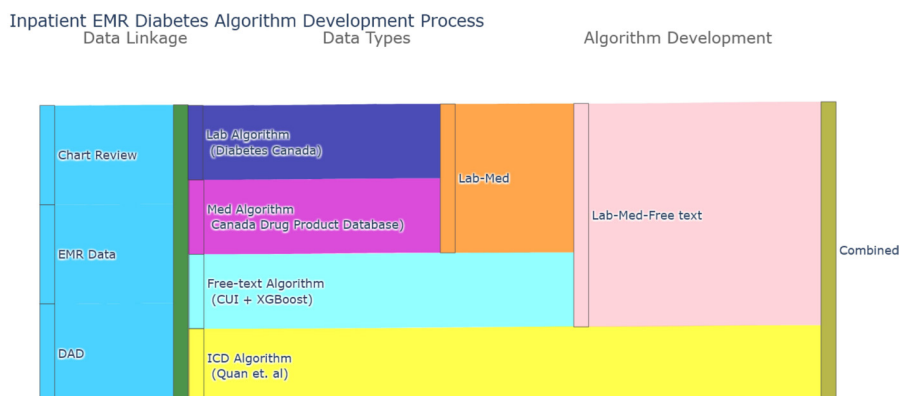 Inpatient EMR Diabetes Algorithm Development Process
Data Linkage
Data Types
Algorithm Development
Chart Review
EMR Data
DAD
Lab Algorithm
(Diabetes Canada)
Med Algorithm
Canada Drug Product Database)
Free-text Algorithm
(CUI + XGBoost)
ICD Algorithm
(Quan et. al)
Lab-Med
Lab-Med-Free text
Combined